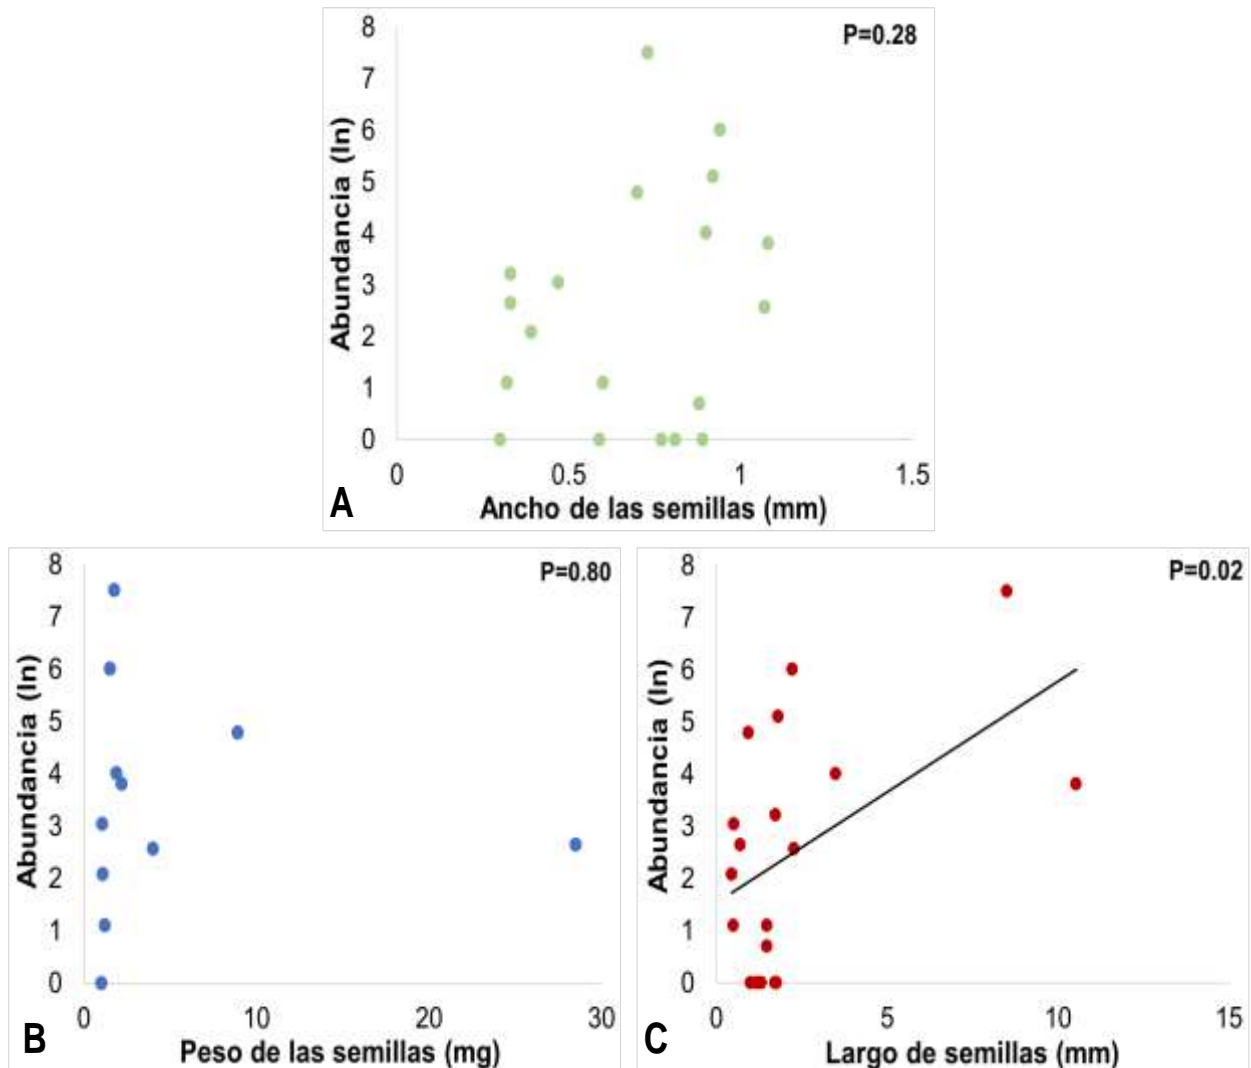 P=0.28
Abundancia (ln)
8
7
6
5
4
3
2
1
0
0 0.5 1 1.5
A
Ancho de las semillas (mm)
P=0.80
Abundancia (ln)
8
7
6
5
4
3
2
1
0
0 10 20 30
B
Peso de las semillas (mg)
P=0.02
Abundancia (ln)
8
7
6
5
4
3
2
1
0
0 5 10 15
C
Largo de semillas (mm)